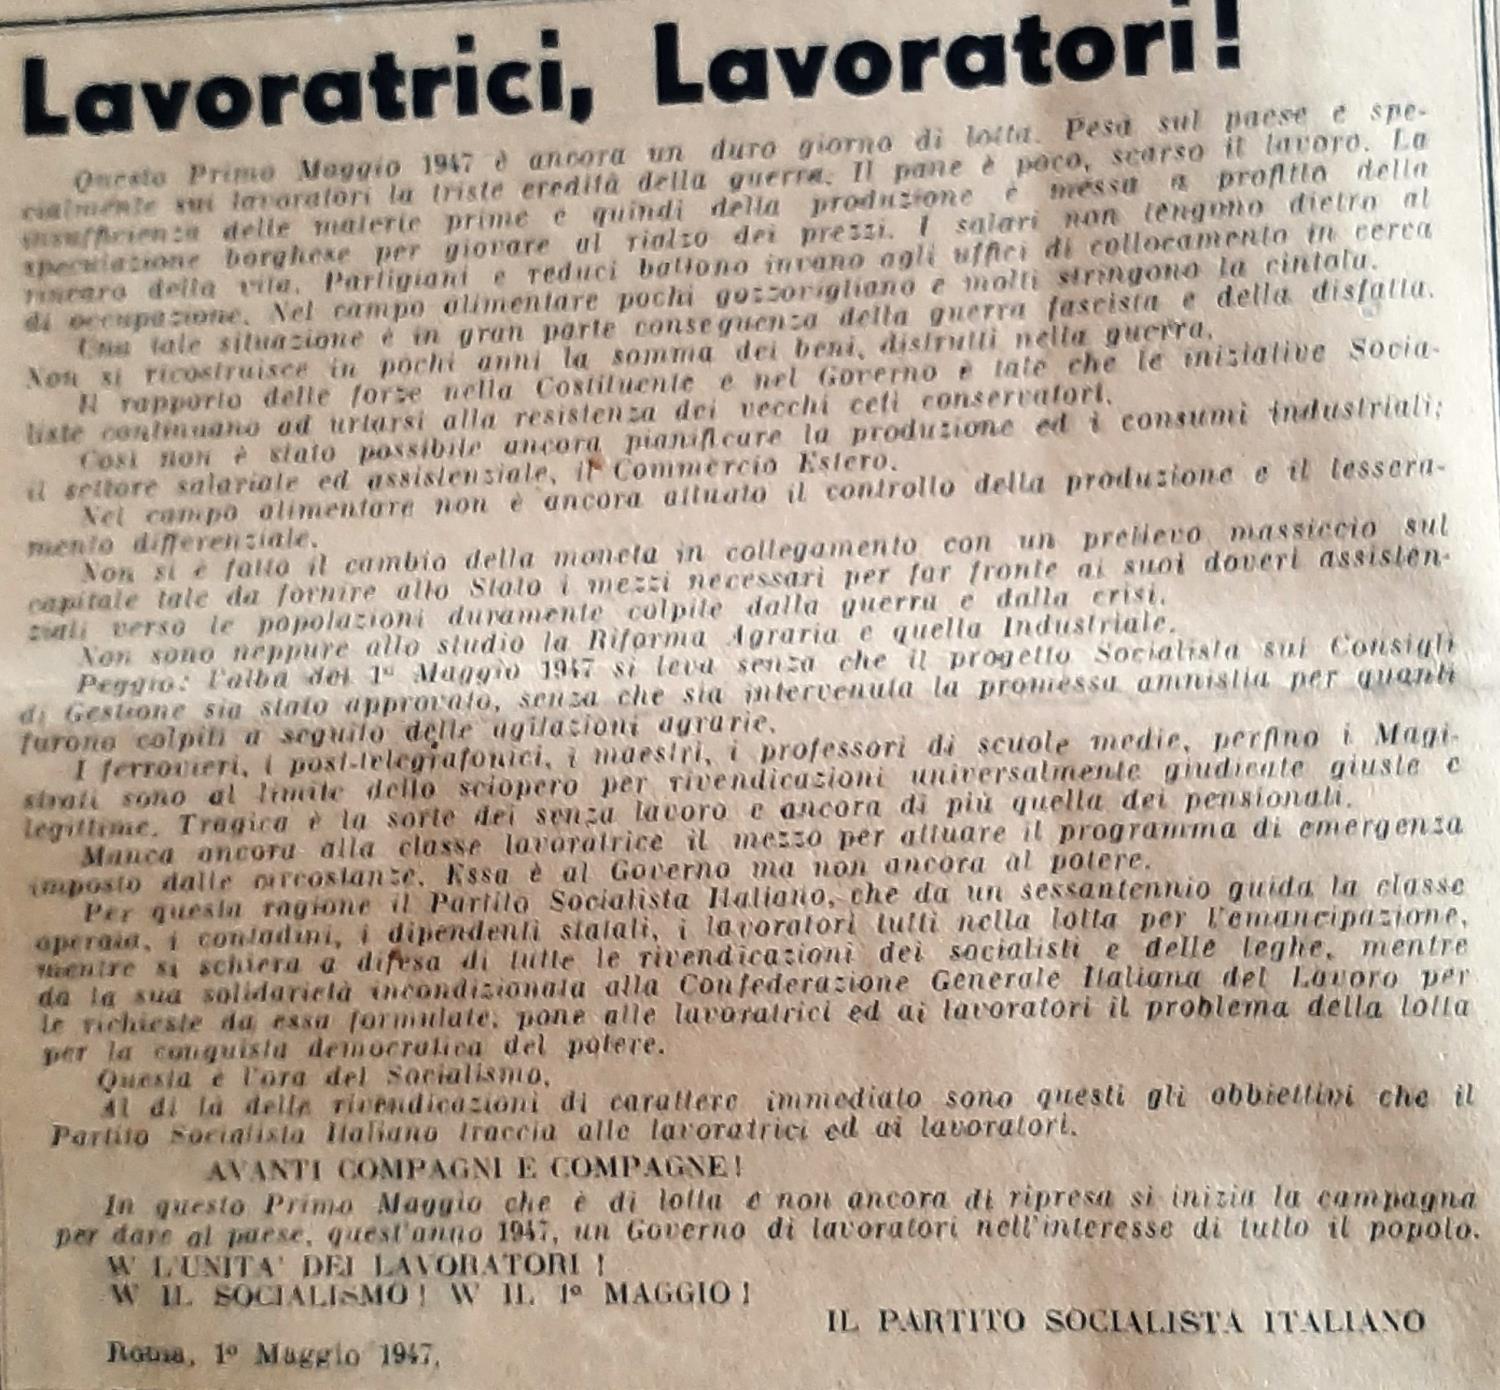 Lavoratrici, Lavoratori!
Questo Primo Maggio 1947 è ancora un duro giorno di lotta. Pesa sul paese e spe-
cialmente sui lavoratori la triste eredità della guerra. Il pane è poco, scarso il lavoro. La
insufficienza delle materie prime e quindi della produzione è messa a profitto della
speculazione borghese per giovare al rialzo dei prezzi. I salari non tengono dietro al
rincaro della vita. Partigiani e reduci battono invano agli uffici di collocamento in cerca
di occupazione. Nel campo alimentare pochi gozzovigliano e molti stringono la cintola.
Una tale situazione è in gran parte conseguenza della guerra fascista e della disfatta.
Non si ricostruisce in pochi anni la somma dei beni, distrutti nella guerra.
Il rapporto delle forze nella Costituente e nel Governo è tale che le iniziative Socia-
liste continuano ad urtarsi alla resistenza dei vecchi ceti conservatori.
Così non è stato possibile ancora pianificare la produzione ed i consumi industriali;
il settore salariale ed assistenziale, il Commercio Estero.
Nel campo alimentare non è ancora attuato il controllo della produzione e il tessera-
mento differenziale.
Non si è fatto il cambio della moneta in collegamento con un prelievo massiccio sul
capitale tale da fornire allo Stato i mezzi necessari per far fronte ai suoi doveri assisten-
ziali verso le popolazioni duramente colpite dalla guerra e dalla crisi.
Non sono neppure allo studio la Riforma Agraria e quella Industriale.
Peggio: l'alba del 1° Maggio 1947 si leva senza che il progetto Socialista sui Consigli
di Gestione sia stato approvato, senza che sia intervenuta la promessa amnistia per quanti
furono colpiti a seguito delle agitazioni agrarie.
I ferrovieri, i post-telegrafonici, i maestri, i professori di scuole medie, perfino i Magi-
strati sono al limite dello sciopero per rivendicazioni universalmente giudicate giuste e
legittime. Tragica è la sorte dei senza lavoro e ancora di più quella dei pensionati.
Manca ancora alla classe lavoratrice il mezzo per attuare il programma di emergenza
imposto dalle circostanze. Essa è al Governo ma non ancora al potere.
Per questa ragione il Partito Socialista Italiano, che da un sessantennio guida la classe
operaia, i contadini, i dipendenti statali, i lavoratori tutti nella lotta per l'emancipazione,
mentre si schiera a difesa di tutte le rivendicazioni dei socialisti e delle leghe, mentre
da la sua solidarietà incondizionata alla Confederazione Generale Italiana del Lavoro per
le richieste da essa formulate, pone alle lavoratrici ed ai lavoratori il problema della lotta
per la conquista democratica del potere.
Questa è l'ora del Socialismo.
Al di là delle rivendicazioni di carattere immediato sono questi gli obbiettivi che il
Partito Socialista Italiano traccia alle lavoratrici ed ai lavoratori.
AVANTI COMPAGNI E COMPAGNE!
In questo Primo Maggio che è di lotta e non ancora di ripresa si inizia la campagna
per dare al paese, quest'anno 1947, un Governo di lavoratori nell'interesse di tutto il popolo.
W L'UNITA' DEI LAVORATORI !
W IL SOCIALISMO! W IL 1° MAGGIO!
IL PARTITO SOCIALISTA ITALIANO
Roma, 1° Maggio 1947.